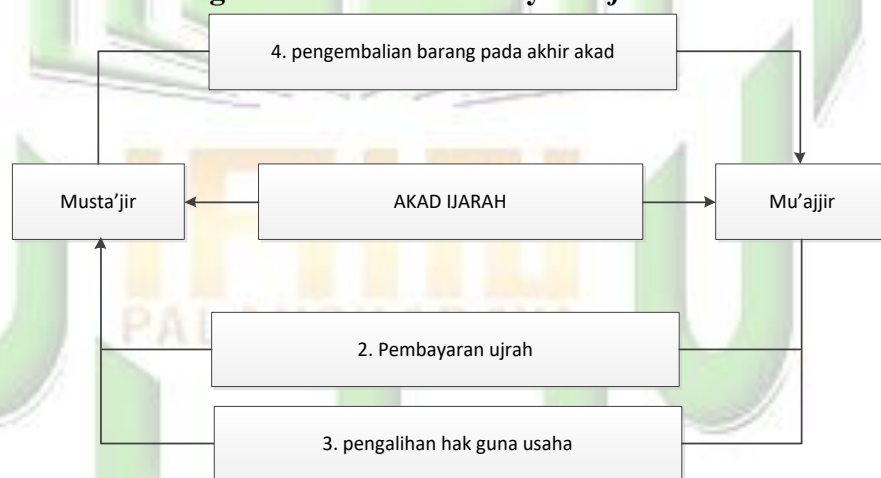 4. pengembalian barang pada akhir akad
Musta’jir
AKAD IJARAH
Mu’ajjir
2. Pembayaran ujrah
3. pengalihan hak guna usaha